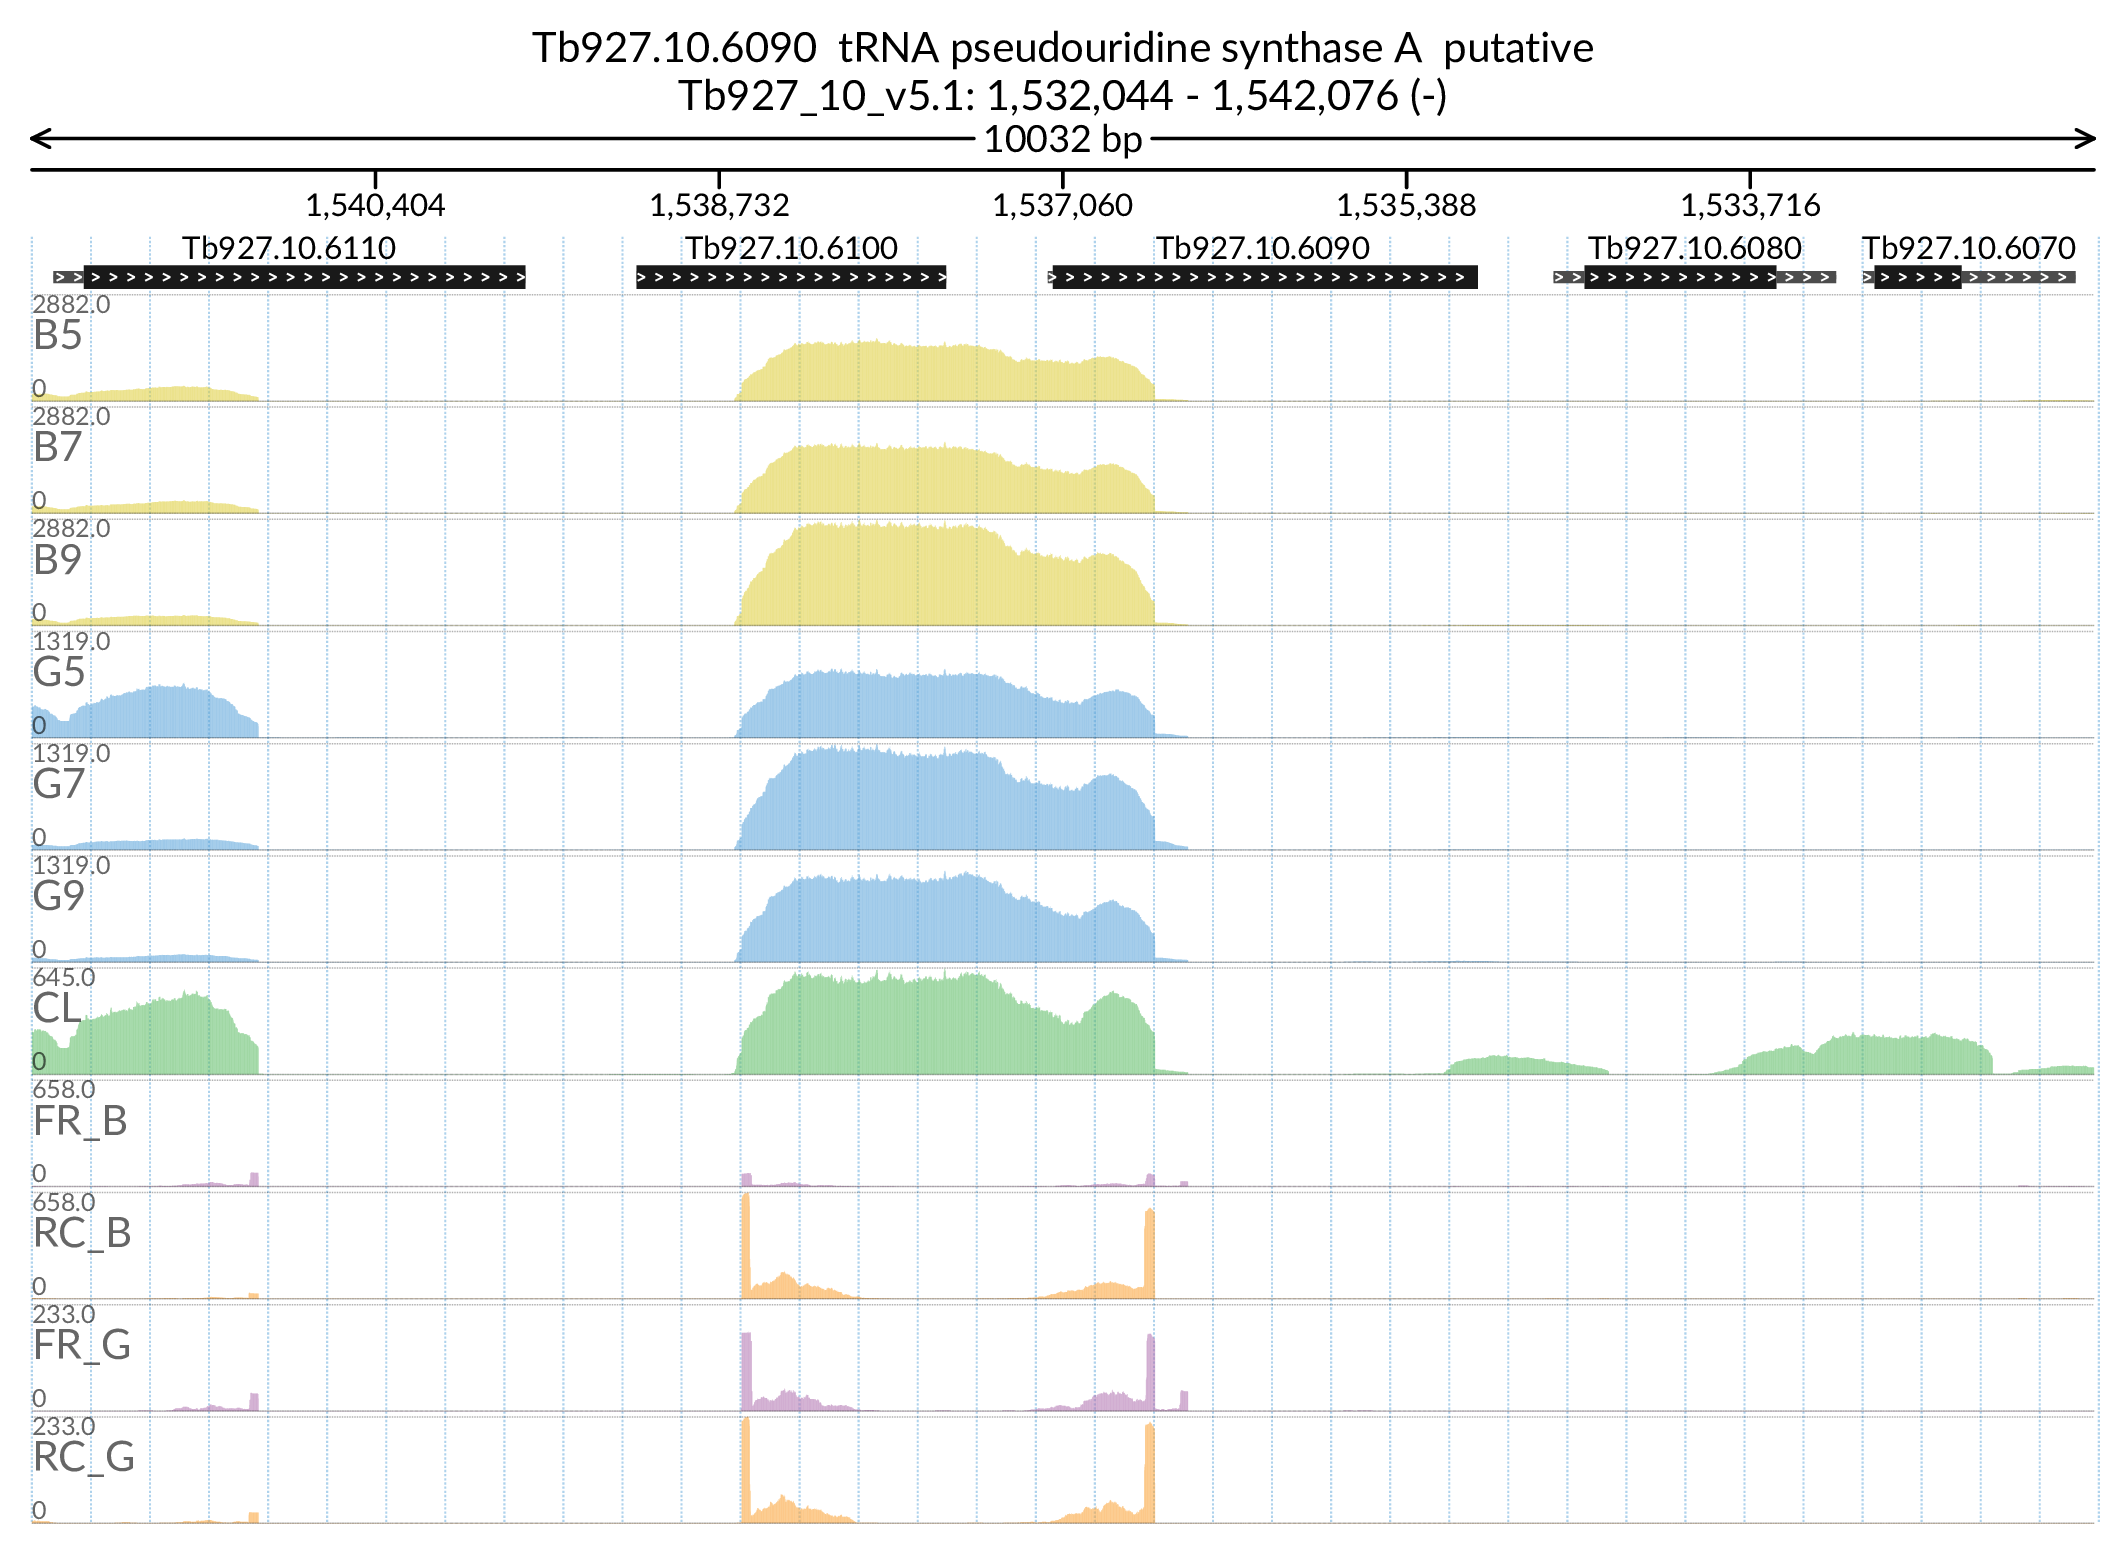 Tb927.10.6090 tRNA pseudouridine synthase A putative
Tb927_10_v5.1: 1,532,044 - 1,542,076 (-)
10032 bp
1,540,404 1,538,732 1,537,060 1,535,388 1,533,716
Tb927.10.6110 Tb927.10.6100 Tb927.10.6090 Tb927.10.6080 Tb927.10.6070
2882.0
B5
0
2882.0
B7
0
2882.0
B9
0
1319.0
G5
0
1319.0
G7
0
1319.0
G9
0
645.0
CL
0
658.0
FR_B
0
658.0
RC_B
0
233.0
FR_G
0
233.0
RC_G
0